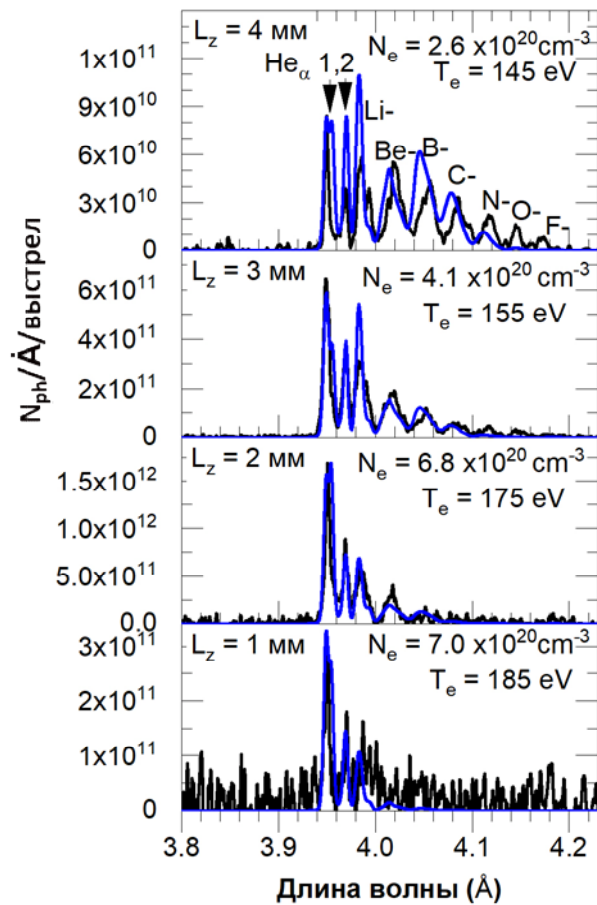 L_z = 4 мм
N_e = 2.6 x10^20cm^-3
T_e = 145 eV
He_α 1,2
Li-
Be-
B-
C-
N-
O-
F-
1x10^11
9x10^10
6x10^10
3x10^10
0
L_z = 3 мм
N_e = 4.1 x10^20 cm^-3
T_e = 155 eV
6x10^11
4x10^11
2x10^11
0
L_z = 2 мм
N_e = 6.8 x10^20 cm^-3
T_e = 175 eV
1.5x10^12
1.0x10^12
5.0x10^11
0.0
L_z = 1 мм
N_e = 7.0 x10^20cm^-3
T_e = 185 eV
3x10^11
2x10^11
1x10^11
0
3.8 3.9 4.0 4.1 4.2
Длина волны (Å)
N_ph/Å/выстрел